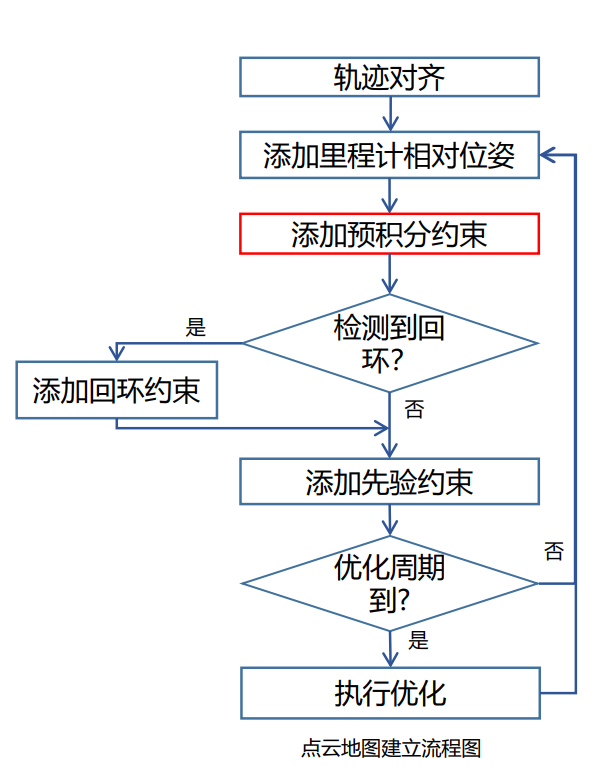 轨迹对齐
添加里程计相对位姿
添加预积分约束
检测到回
环?
是
添加回环约束
否
添加先验约束
优化周期
到?
否
是
执行优化
点云地图建立流程图